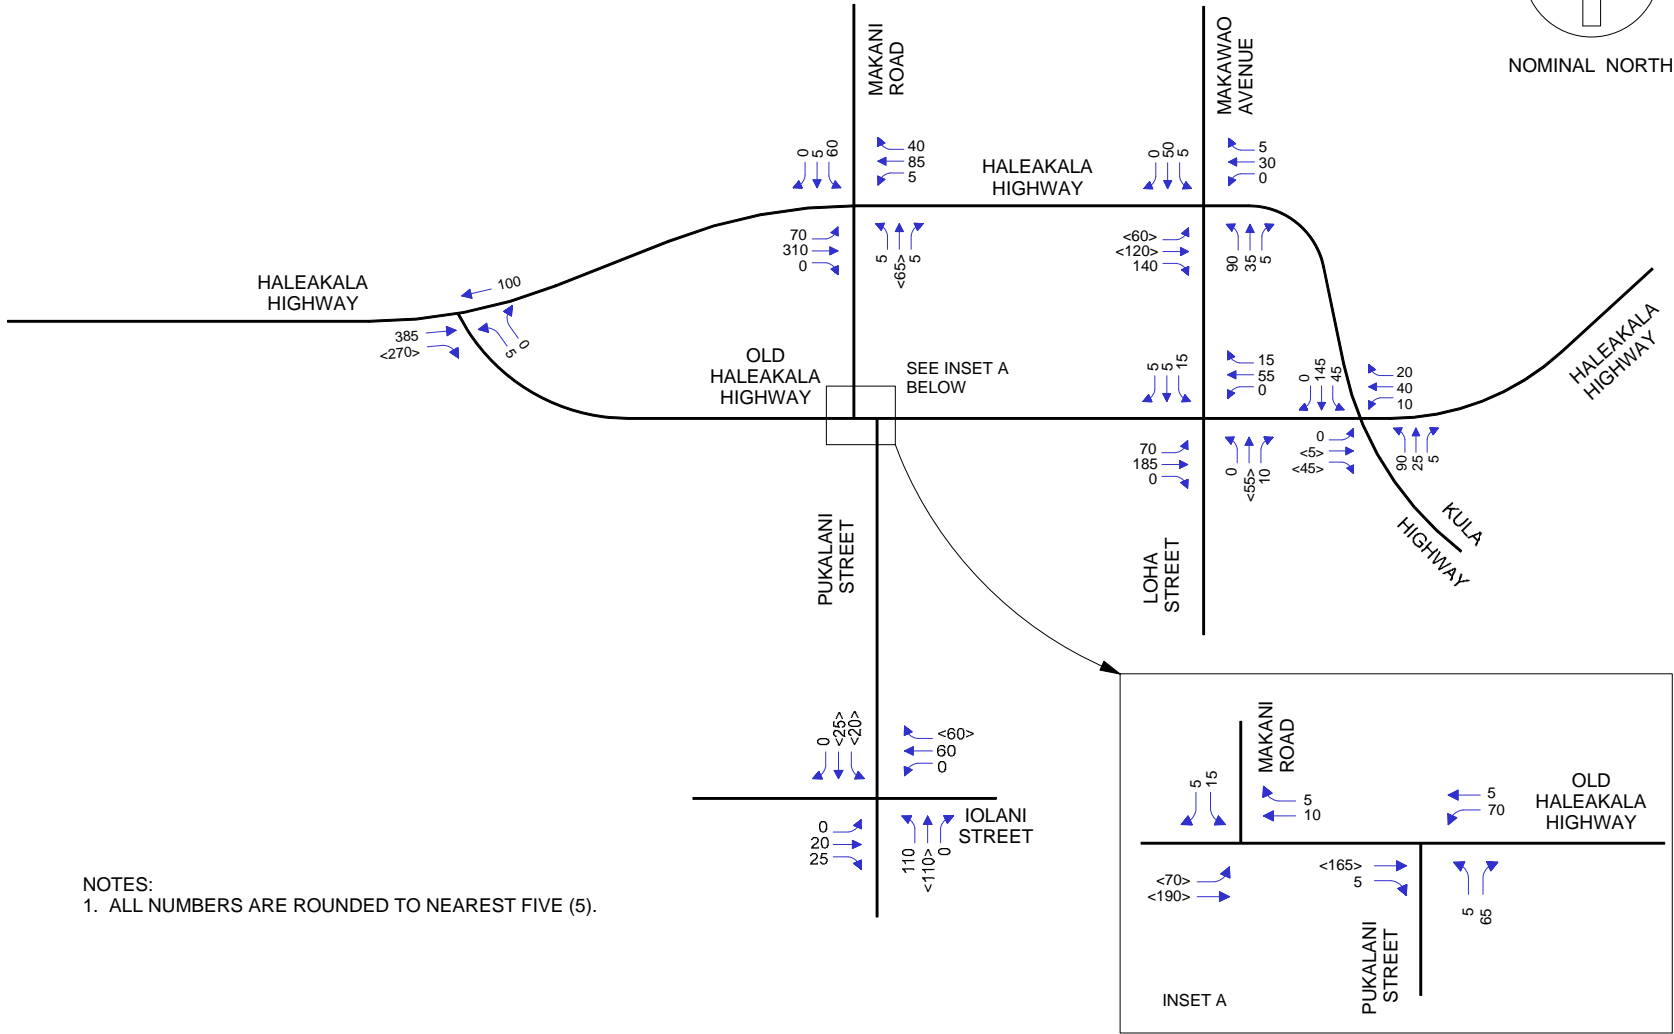 MAKANI
ROAD
MAKAWAO
AVENUE
NOMINAL NORTH
0
5
60
40
85
5
HALEAKALA
HIGHWAY
0
50
5
5
30
0
70
310
0
5
<65>
5
<60>
<120>
140
90
35
5
HALEAKALA
HIGHWAY
100
385
<270>
5
0
OLD
HALEAKALA
HIGHWAY
SEE INSET A
BELOW
5
5
15
15
55
0
0
145
45
20
40
10
HALEAKALA
HIGHWAY
70
185
0
0
<55>
10
0
<5>
<45>
90
25
5
KULA
HIGHWAY
PUKALANI
STREET
LOHA
STREET
0
<25>
<20>
<60>
60
0
IOLANI
STREET
0
20
25
110
<110>
0
MAKANI
ROAD
5
15
5
10
5
70
OLD
HALEAKALA
HIGHWAY
<70>
<190>
<165>
5
5
65
PUKALANI
STREET
INSET A
NOTES:
1. ALL NUMBERS ARE ROUNDED TO NEAREST FIVE (5).